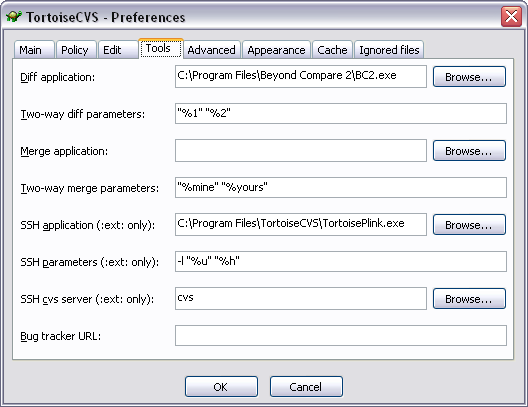 TortoiseCVS - Preferences
Main Policy Edit Tools Advanced Appearance Cache Ignored files
Diff application: C:\Program Files\Beyond Compare 2\BC2.exe Browse...
Two-way diff parameters: "%1" "%2"
Merge application: Browse...
Two-way merge parameters: "%mine" "%yours"
SSH application (:ext: only): C:\Program Files\TortoiseCVS\TortoisePlink.exe Browse...
SSH parameters (:ext: only): -l "%u" "%h"
SSH cvs server (:ext: only): cvs Browse...
Bug tracker URL:
OK Cancel